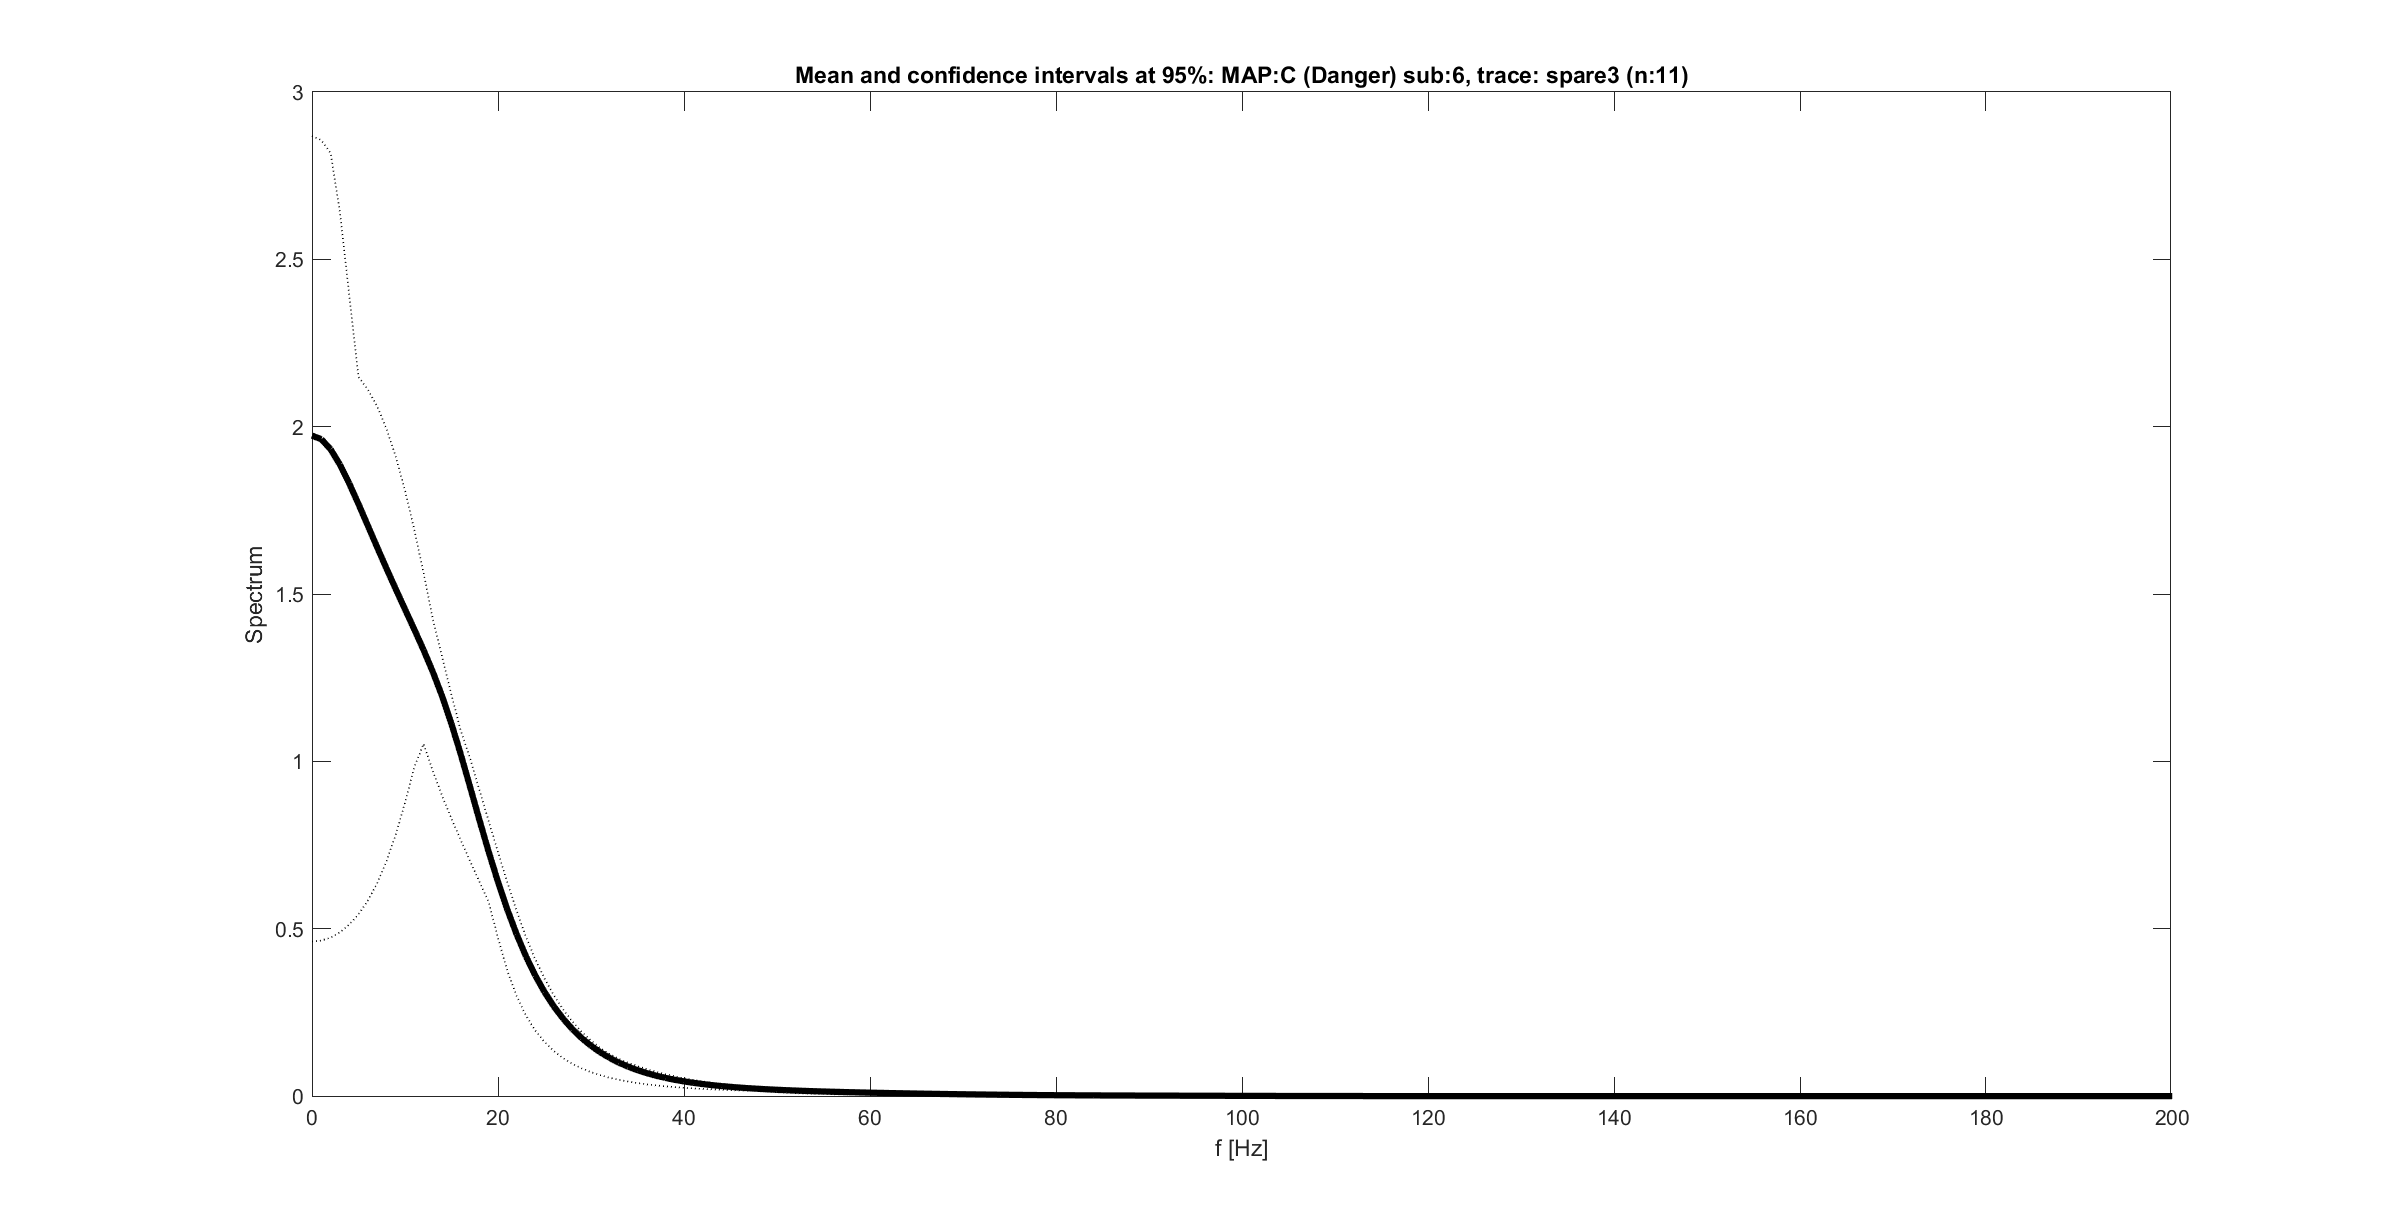 Mean and confidence intervals at 95%: MAP:C (Danger) sub:6, trace: spare3 (n:11)
3
2.5
2
1.5
1
0.5
0
Spectrum
0 20 40 60 80 100 120 140 160 180 200
f [Hz]